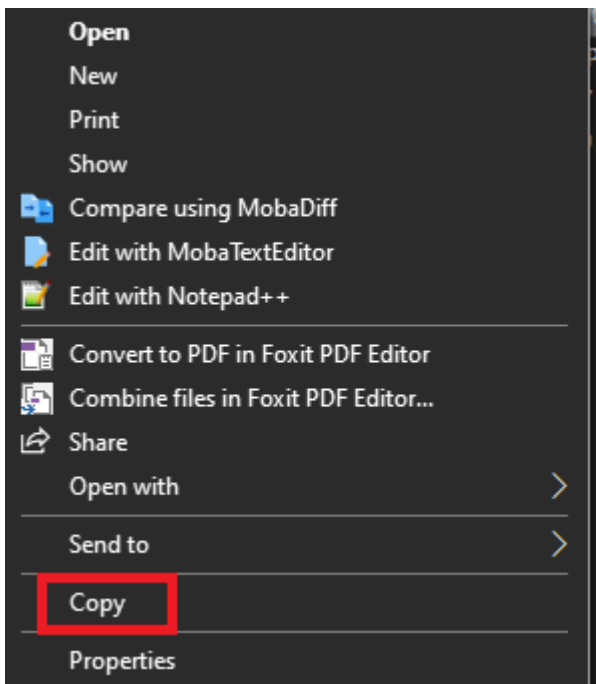 Open
New
Print
Show
Compare using MobaDiff
Edit with MobaTextEditor
Edit with Notepad++
Convert to PDF in Foxit PDF Editor
Combine files in Foxit PDF Editor...
Share
Open with
Send to
Copy
Properties